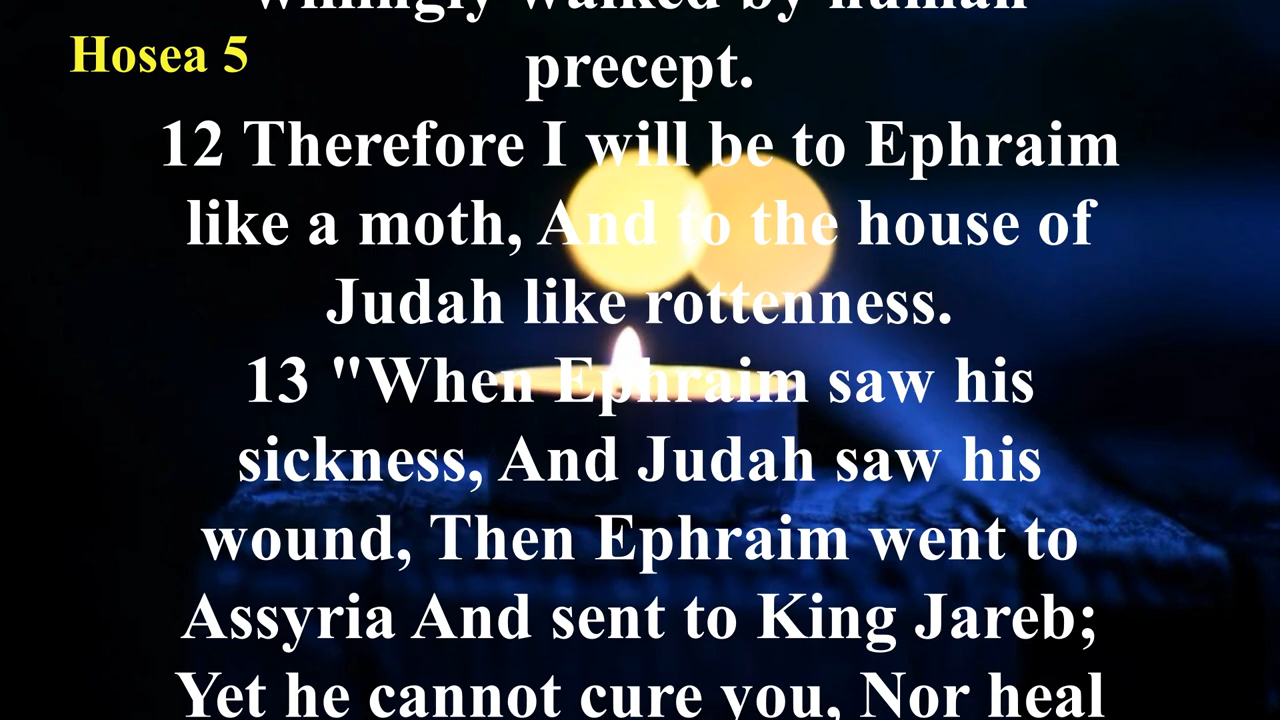 willingly walked by human
Hosea 5
precept.
12 Therefore I will be to Ephraim
like a moth, And to the house of
Judah like rottenness.
13 "When Ephraim saw his
sickness, And Judah saw his
wound, Then Ephraim went to
Assyria And sent to King Jareb;
Yet he cannot cure you, Nor heal